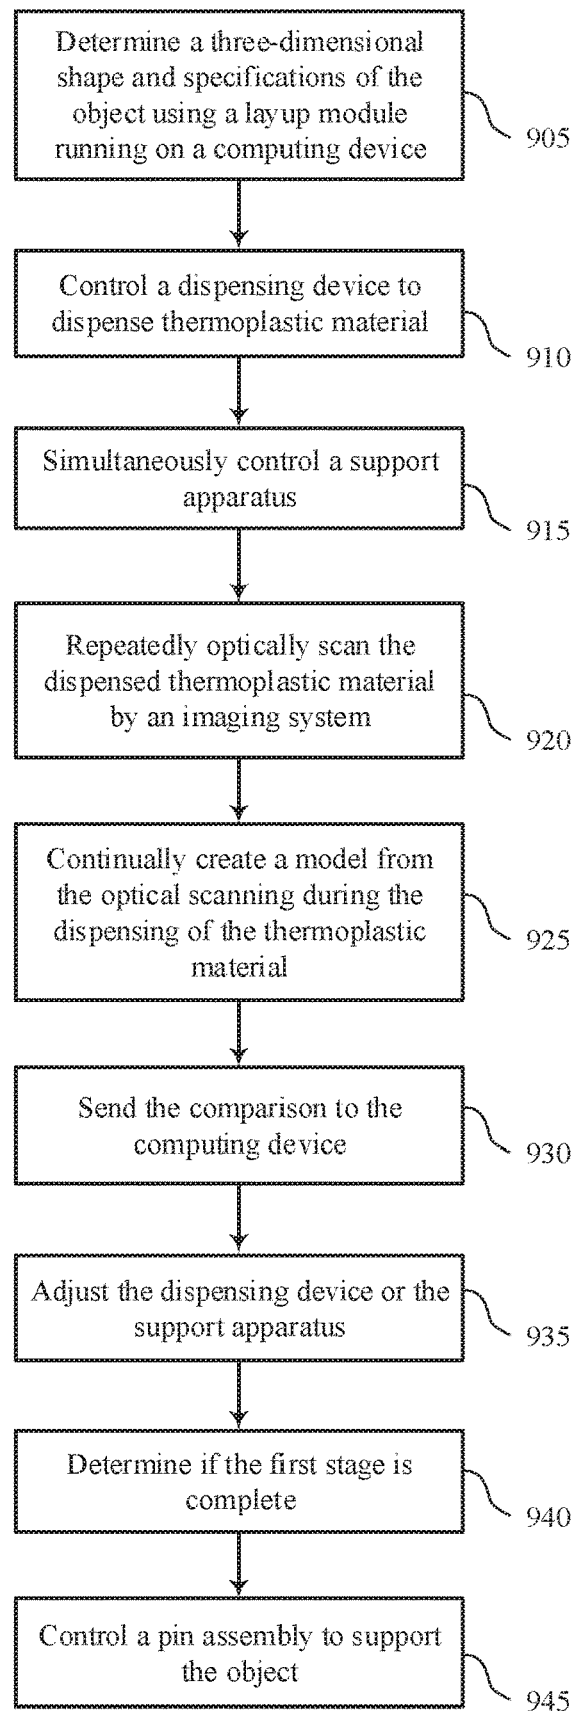 Determine a three-dimensional
shape and specifications of the
object using a layup module
running on a computing device
905
Control a dispensing device to
dispense thermoplastic material
910
Simultaneously control a support
apparatus
915
Repeatedly optically scan the
dispensed thermoplastic material
by an imaging system
920
Continually create a model from
the optical scanning during the
dispensing of the thermoplastic
material
925
Send the comparison to the
computing device
930
Adjust the dispensing device or the
support apparatus
935
Determine if the first stage is
complete
940
Control a pin assembly to support
the object
945